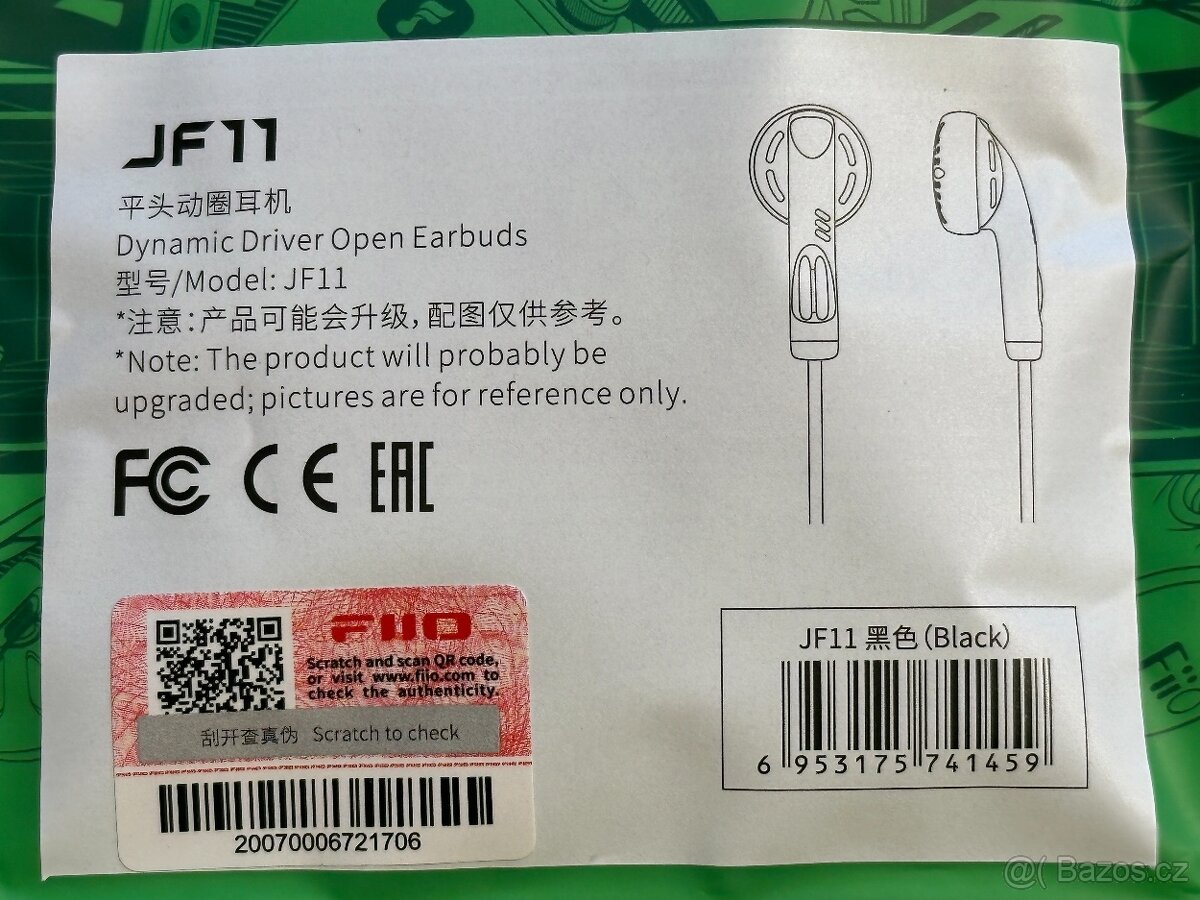 JF11
平头动圈耳机
Dynamic Driver Open Earbuds
型号/Model: JF11
*注意:产品可能会升级,配图仅供参考。
*Note: The product will probably be
upgraded; pictures are for reference only.
FC CE EAC
FIIO
Scratch and scan QR code,
or visit www.fiio.com to
check the authenticity.
刮开查真伪 Scratch to check
20070006721706
JF11 黑色 (Black)
6 953175 741459
FiiO
@( Bazos.cz